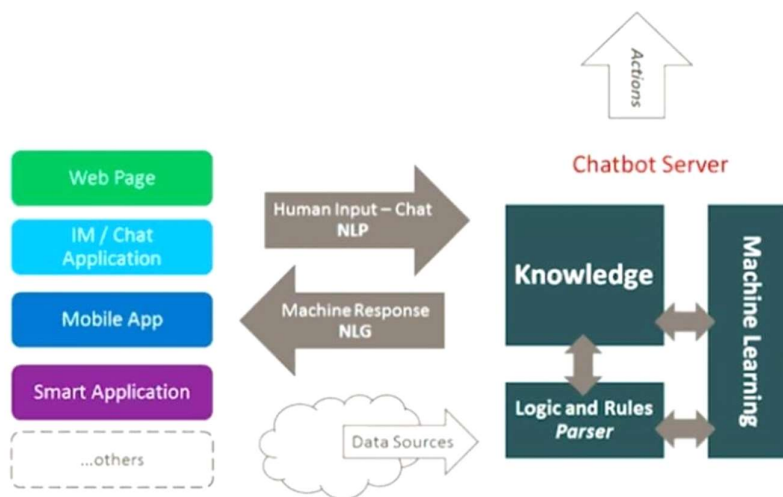 Actions
Chatbot Server
Web Page
IM / Chat
Application
Mobile App
Smart Application
...others
Human Input – Chat
NLP
Machine Response
NLG
Data Sources
Knowledge
Logic and Rules
Parser
Machine Learning